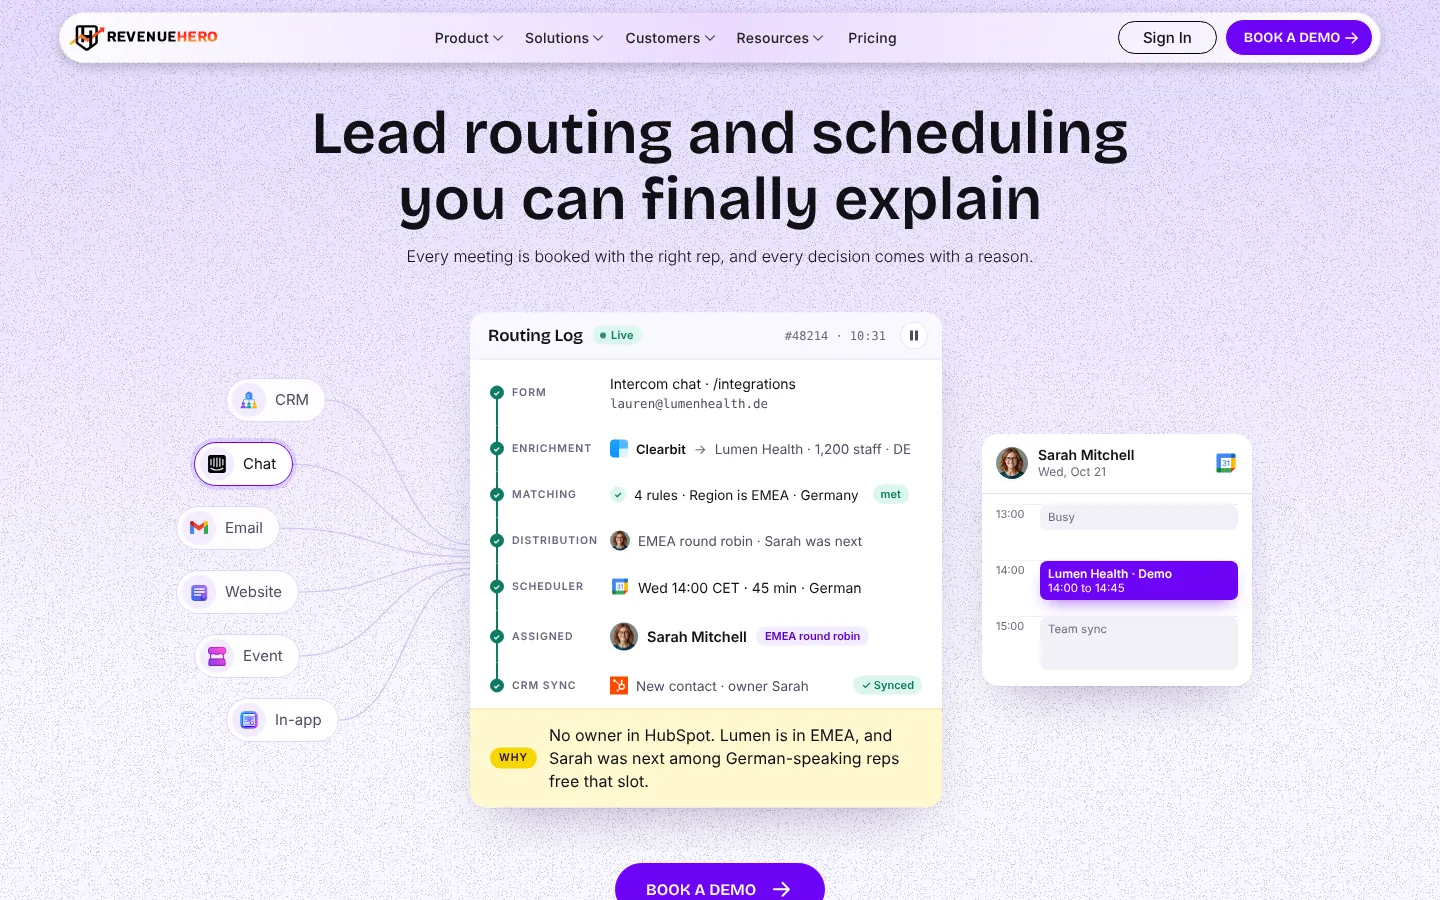 REVENUEHERO
Product
Solutions
Customers
Resources
Pricing
Sign In
BOOK A DEMO
Lead routing and scheduling
you can finally explain
Every meeting is booked with the right rep, and every decision comes with a reason.
CRM
Chat
Email
Website
Event
In-app
Routing Log
Live
#48214 · 10:31
FORM
Intercom chat · /integrations
lauren@lumenhealth.de
ENRICHMENT
Clearbit → Lumen Health · 1,200 staff · DE
MATCHING
4 rules · Region is EMEA · Germany
met
DISTRIBUTION
EMEA round robin · Sarah was next
SCHEDULER
31
Wed 14:00 CET · 45 min · German
ASSIGNED
Sarah Mitchell
EMEA round robin
CRM SYNC
New contact · owner Sarah
✓ Synced
WHY
No owner in HubSpot. Lumen is in EMEA, and
Sarah was next among German-speaking reps
free that slot.
Sarah Mitchell
Wed, Oct 21
31
13:00
Busy
14:00
Lumen Health · Demo
14:00 to 14:45
15:00
Team sync
BOOK A DEMO